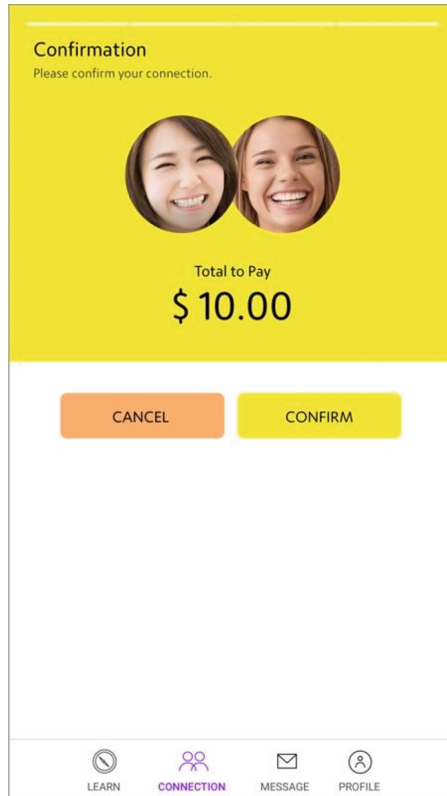 Confirmation
Please confirm your connection.
Total to Pay
$ 10.00
CANCEL
CONFIRM
LEARN
CONNECTION
MESSAGE
PROFILE